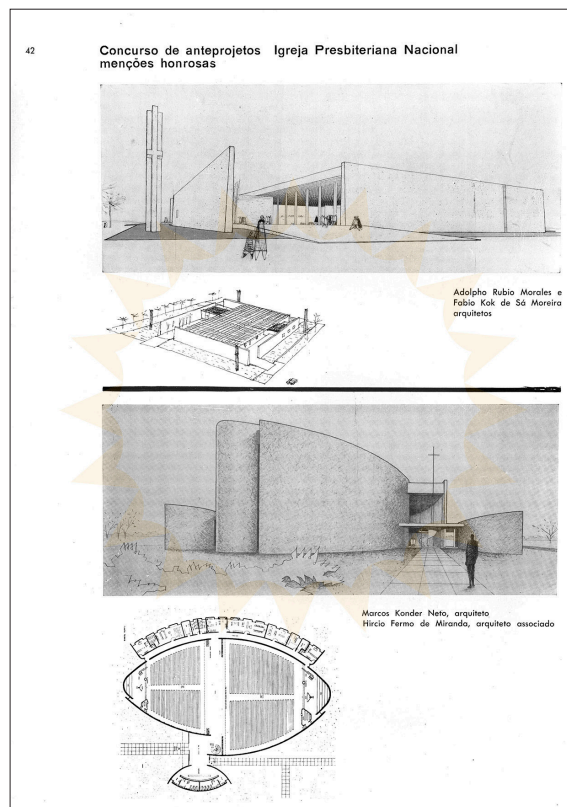 42
Concurso de anteprojetos Igreja Presbiteriana Nacional
menções honrosas
Adolpho Rubio Morales e
Fabio Kok de Sá Moreira
arquitetos
Marcos Konder Neto, arquiteto
Hircio Fermo de Miranda, arquiteto associado